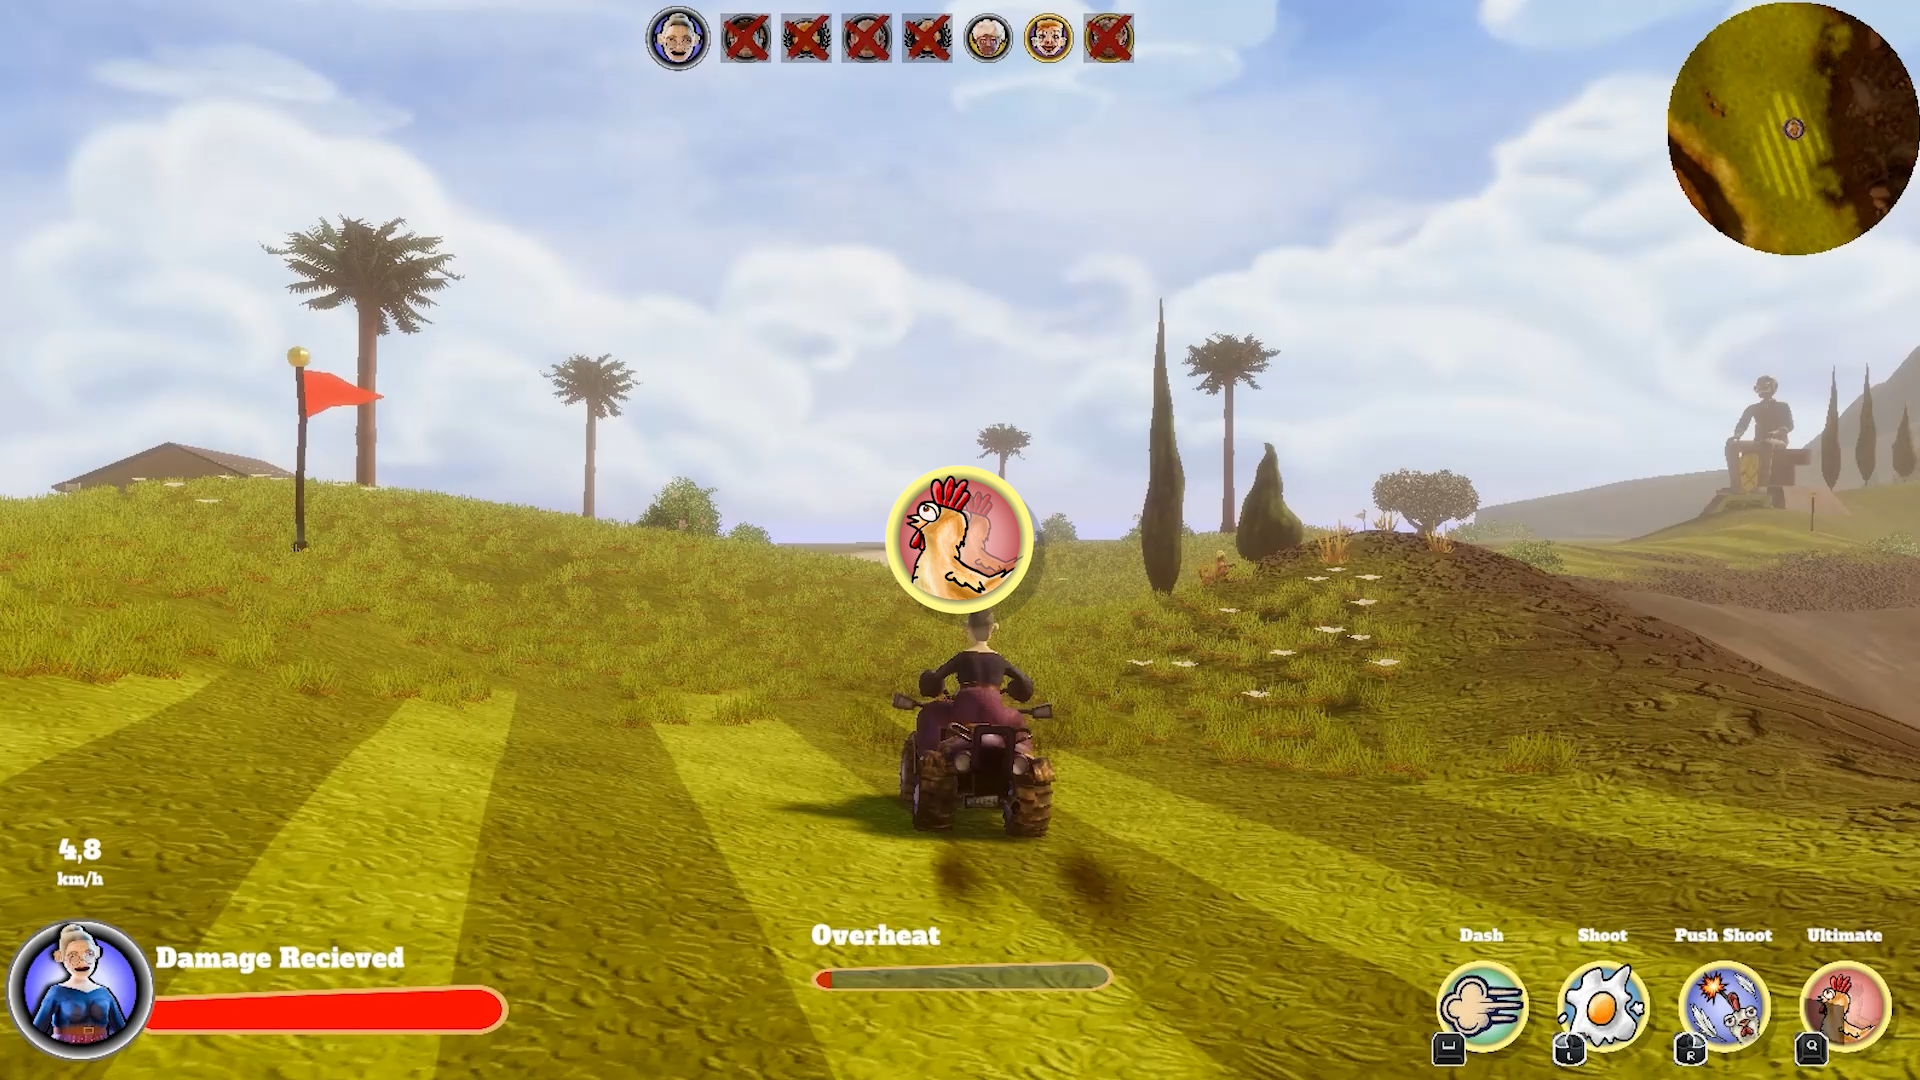 4,8
km/h
Damage Recieved
Overheat
Dash
Shoot
Push Shoot
Ultimate
L
R
Q